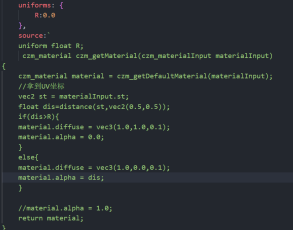 uniforms: {
R:0.0
},
source:`
uniform float R;
czm_material czm_getMaterial(czm_materialInput materialInput)
{
czm_material material = czm_getDefaultMaterial(materialInput);
//拿到UV坐标
vec2 st = materialInput.st;
float dis=distance(st,vec2(0.5,0.5));
if(dis>R){
material.diffuse = vec3(1.0,1.0,0.1);
material.alpha = 0.0;
}
else{
material.diffuse = vec3(1.0,0.0,0.1);
material.alpha = dis;
}
//material.alpha = 1.0;
return material;
}